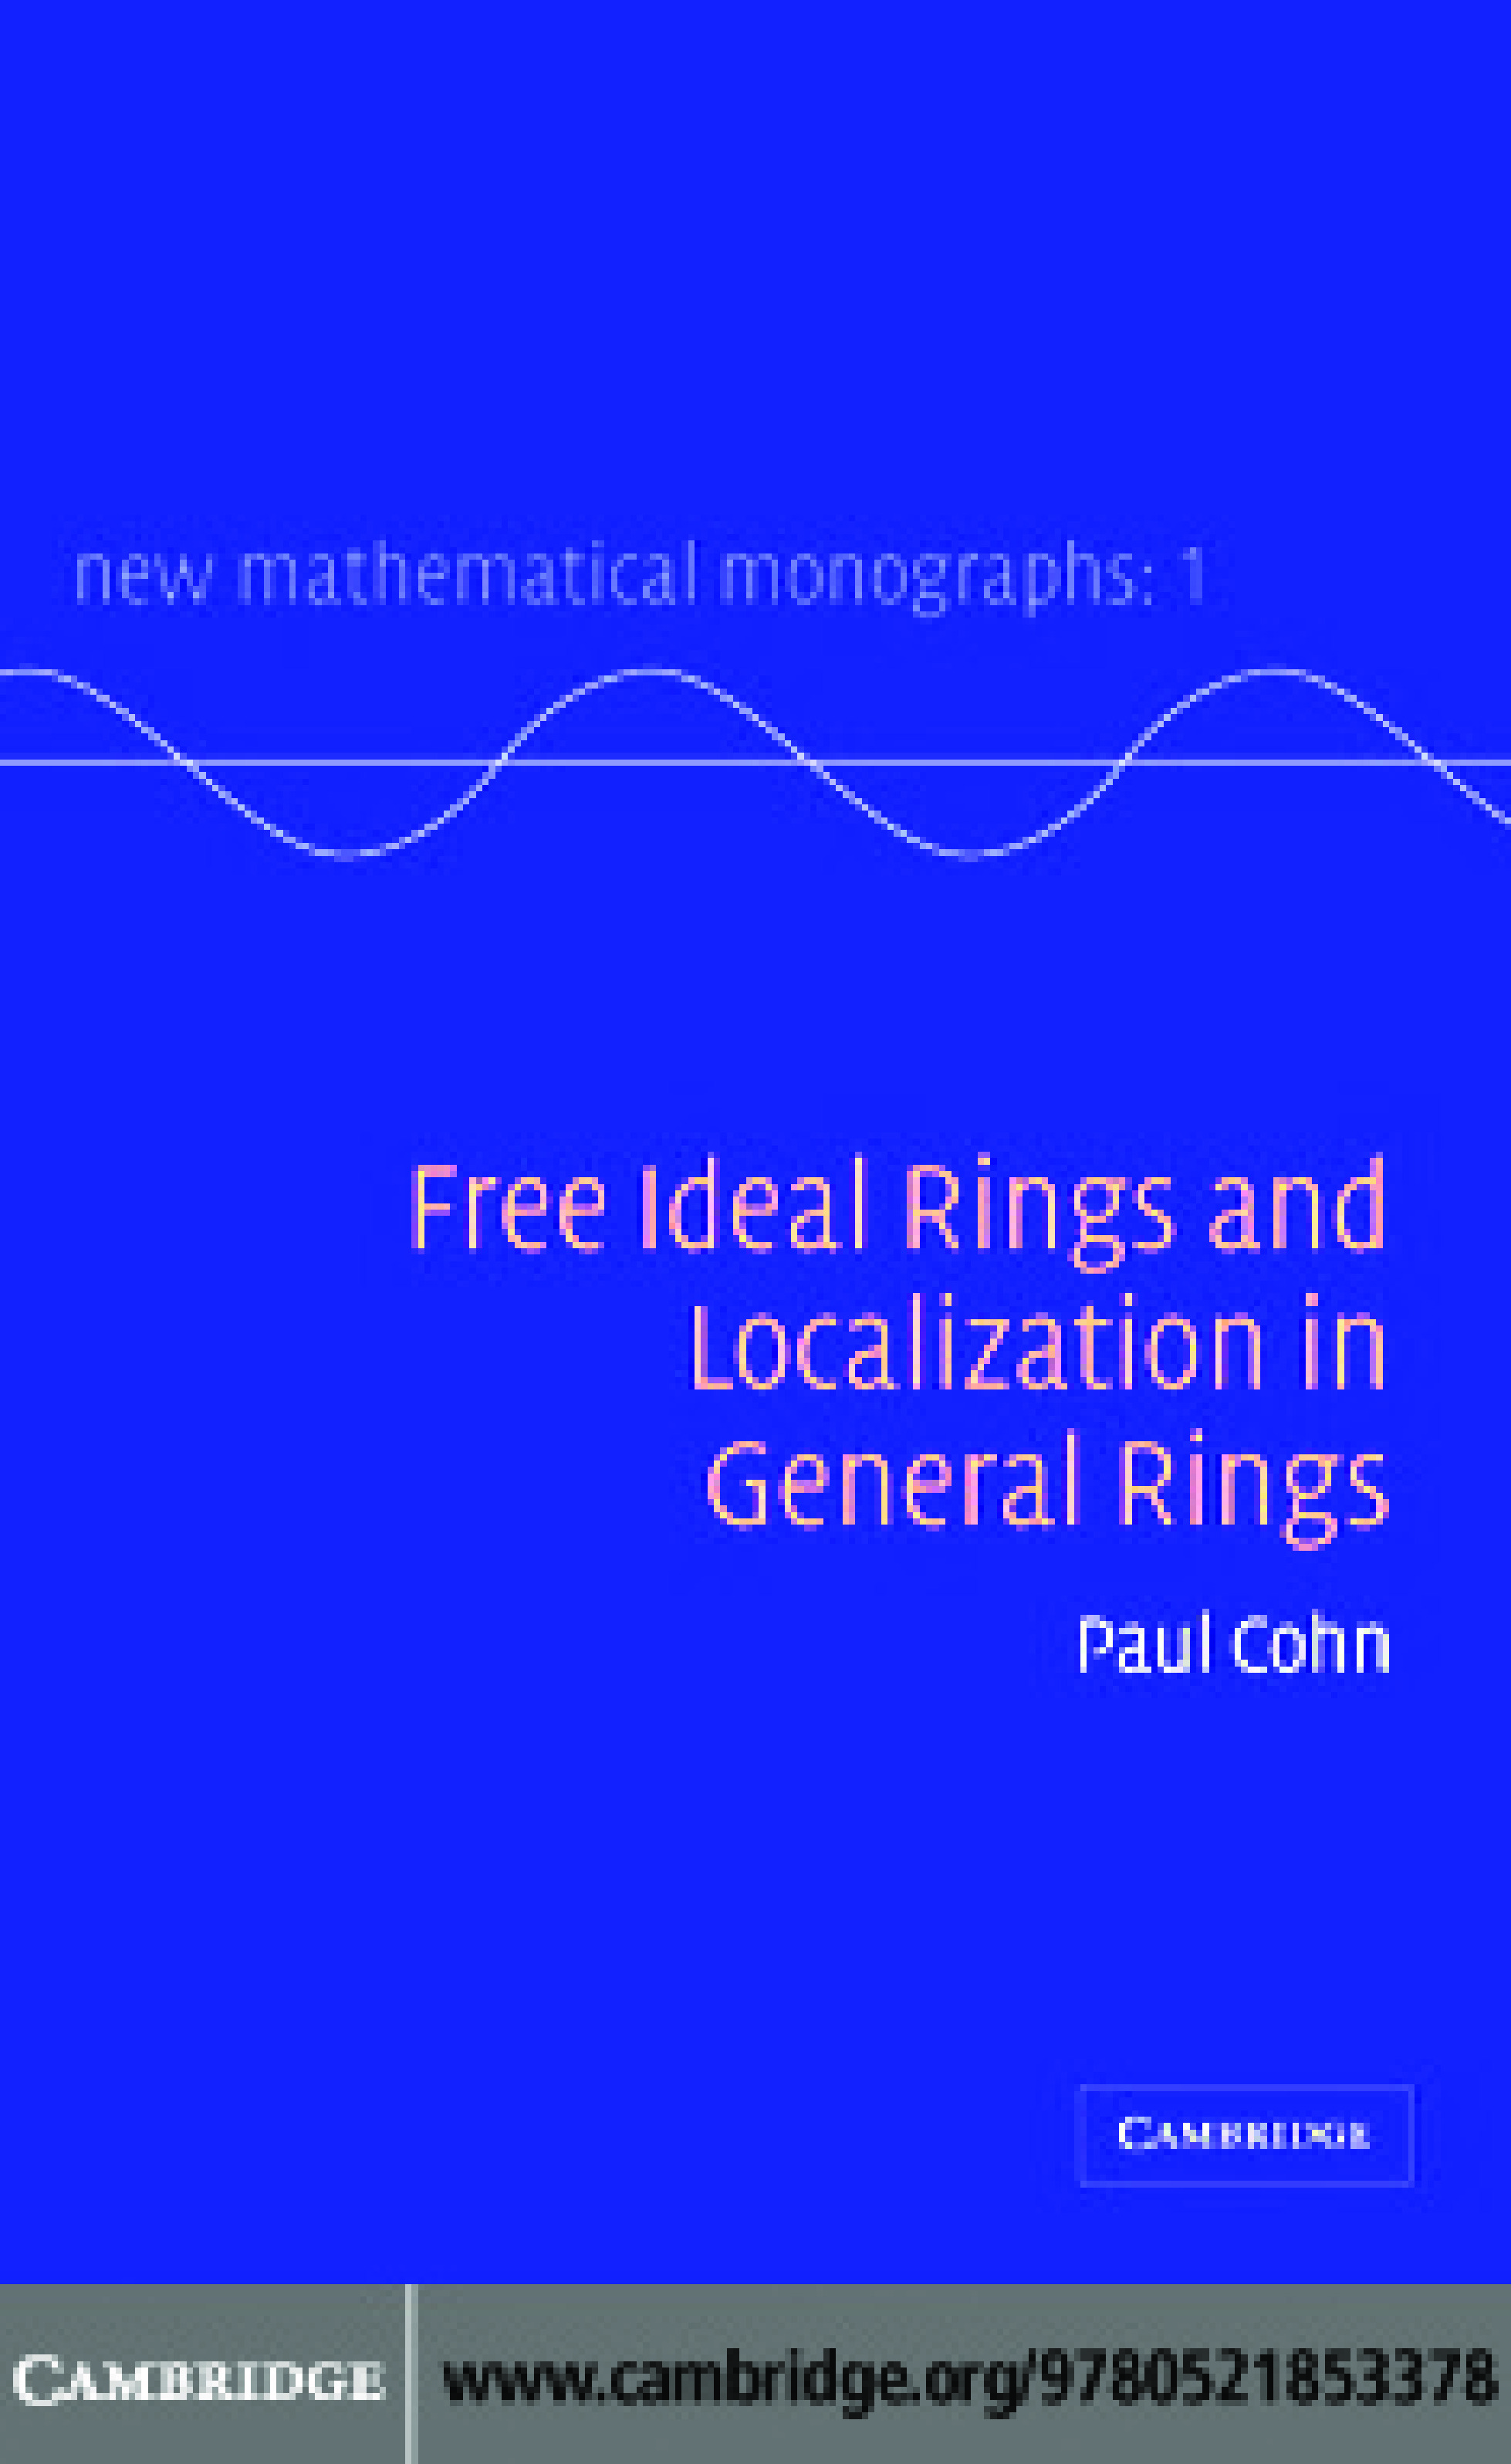 new mathematical monographs: 1
Free Ideal Rings and
Localization in
General Rings
Paul Cohn
CAMBRIDGE
CAMBRIDGE www.cambridge.org/9780521853378